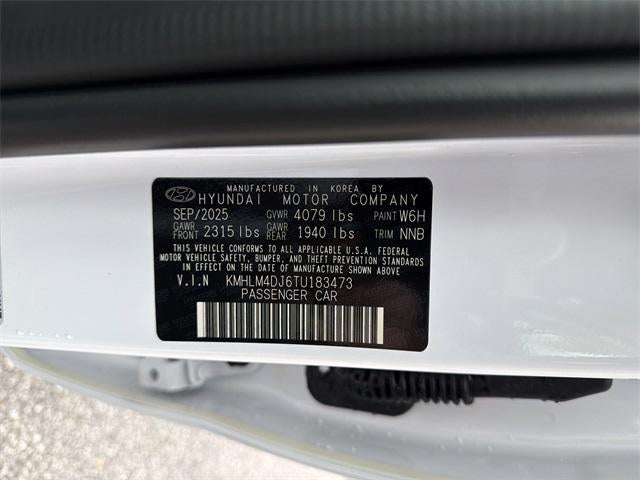 MANUFACTURED IN KOREA BY
HYUNDAI MOTOR COMPANY
SEP/2025 GVWR 4079 lbs PAINT W6H
GAWR FRONT 2315 lbs GAWR REAR 1940 lbs TRIM NNB
THIS VEHICLE CONFORMS TO ALL APPLICABLE U.S.A. FEDERAL
MOTOR VEHICLE SAFETY, BUMPER, AND THEFT PREVENTION STANDARDS
IN EFFECT ON THE DATE OF MANUFACTURE SHOWN ABOVE
V.I.N KMHLM4DJ6TU183473
PASSENGER CAR